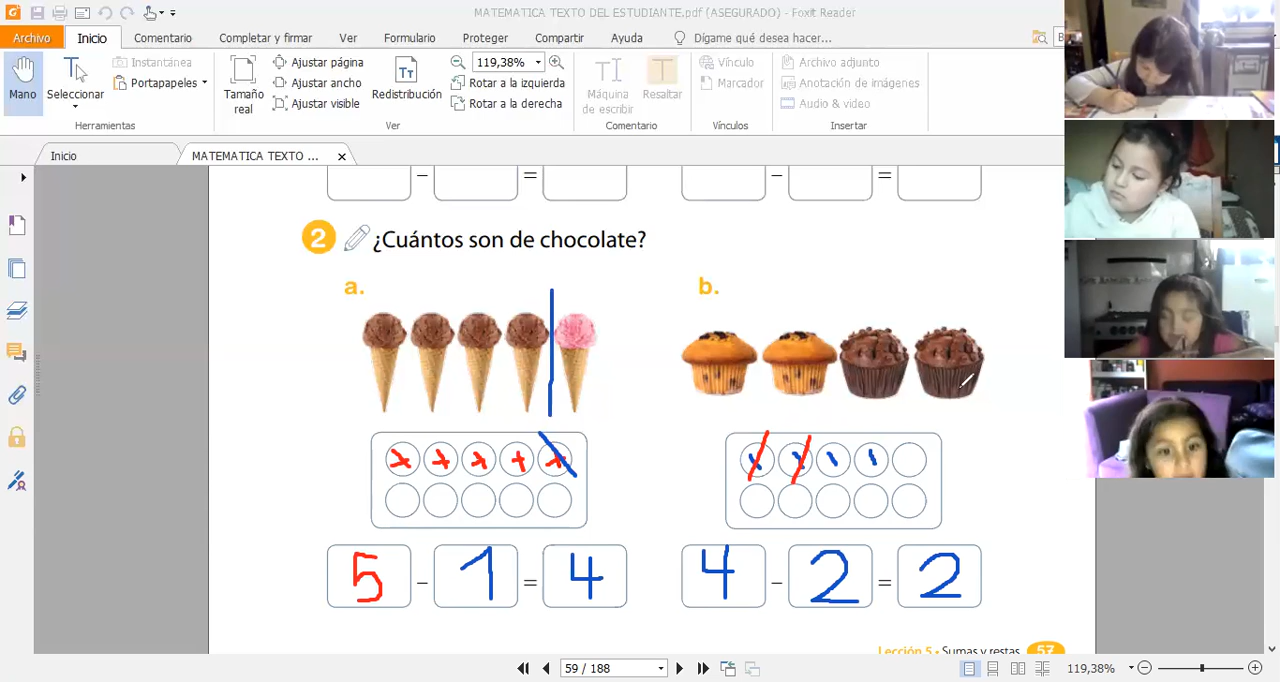 MATEMATICA TEXTO DEL ESTUDIANTE.pdf (ASEGURADO) - Foxit Reader
Archivo Inicio Comentario Completar y firmar Ver Formulario Proteger Compartir Ayuda Dígame qué desea hacer...
Mano
Seleccionar
Instantánea
Portapapeles
Herramientas
Tamaño real
Ajustar página
Ajustar ancho
Ajustar visible
Redistribución
119,38%
Rotar a la izquierda
Rotar a la derecha
Ver
Máquina de escribir
Resaltar
Comentario
Vínculo
Marcador
Vínculos
Archivo adjunto
Anotación de imágenes
Audio & video
Insertar
Inicio
MATEMATICA TEXTO ...
- =
- =
2 ¿Cuántos son de chocolate?
a.
b.
5 - 1 = 4
4 - 2 = 2
Lección 5 • Sumas y restas 57
59 / 188
119,38%